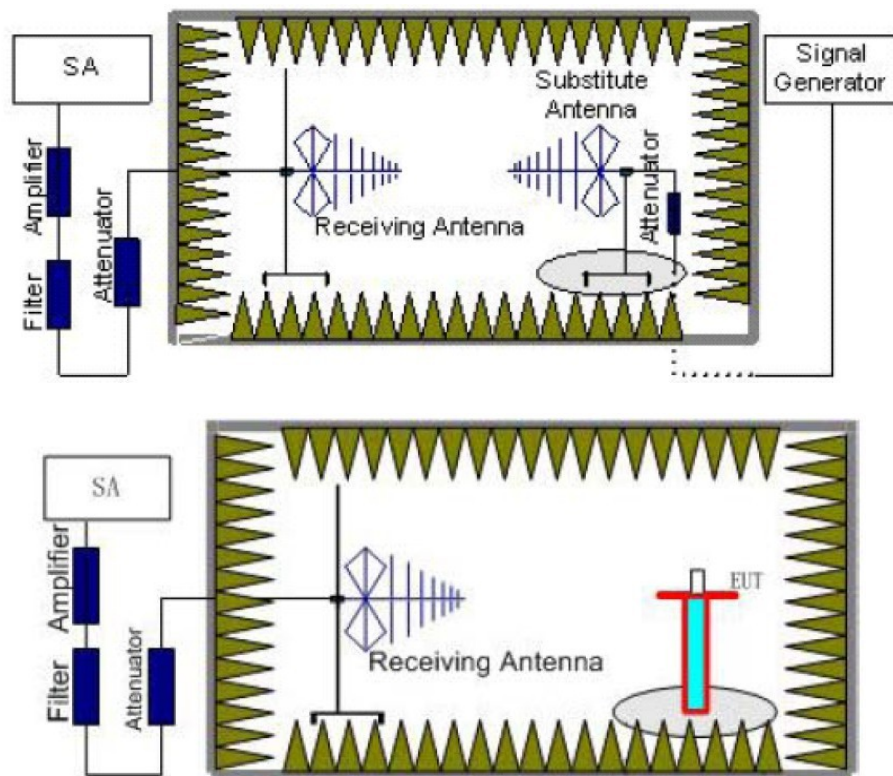 SA
Signal
Generator
Substitute
Antenna
Amplifier
Attenuator
Receiving Antenna
Attenuator
Filter
SA
Amplifier
EUT
Receiving Antenna
Filter
Attenuator